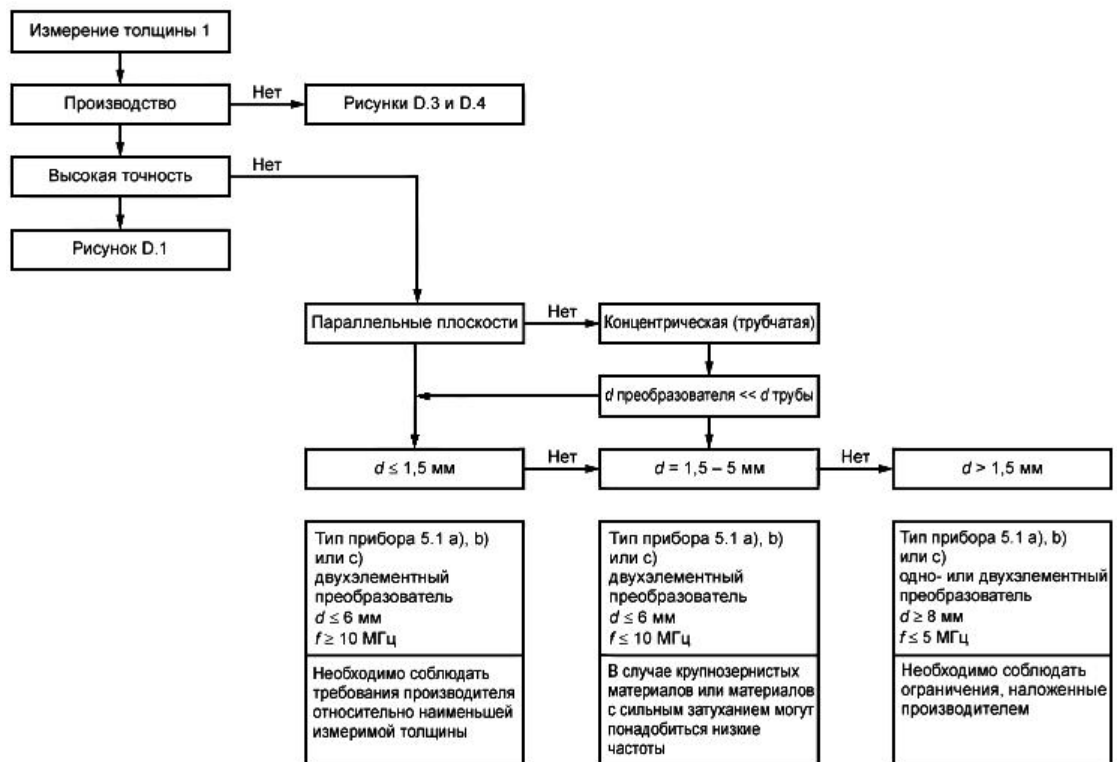 Измерение толщины 1
Производство
Нет
Рисунки D.3 и D.4
Высокая точность
Нет
Рисунок D.1
Параллельные плоскости
Нет
Концентрическая (трубчатая)
d преобразователя << d трубы
d ≤ 1,5 мм
Нет
d = 1,5 – 5 мм
Нет
d > 1,5 мм
Тип прибора 5.1 a), b)
или c)
двухэлементный
преобразователь
d ≤ 6 мм
f ≥ 10 МГц
Необходимо соблюдать
требования производителя
относительно наименьшей
измеримой толщины
Тип прибора 5.1 a), b)
или c)
двухэлементный
преобразователь
d ≤ 6 мм
f ≤ 10 МГц
В случае крупнозернистых
материалов или материалов
с сильным затуханием могут
понадобиться низкие
частоты
Тип прибора 5.1 a), b)
или c)
одно- или двухэлементный
преобразователь
d ≥ 8 мм
f ≤ 5 МГц
Необходимо соблюдать
ограничения, наложенные
производителем